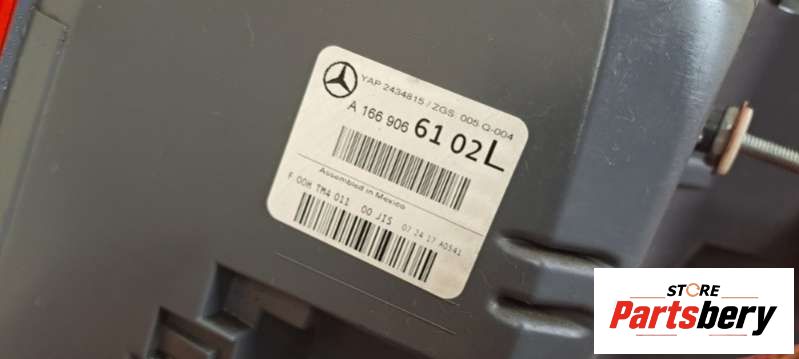 YAP 2434815 / ZGS. 005 Q-004
A 166 906 61 02L
Assembled in Mexico
F 00M TM4 011 00 JIS 07 24 17 A0541
STORE
Partsbery